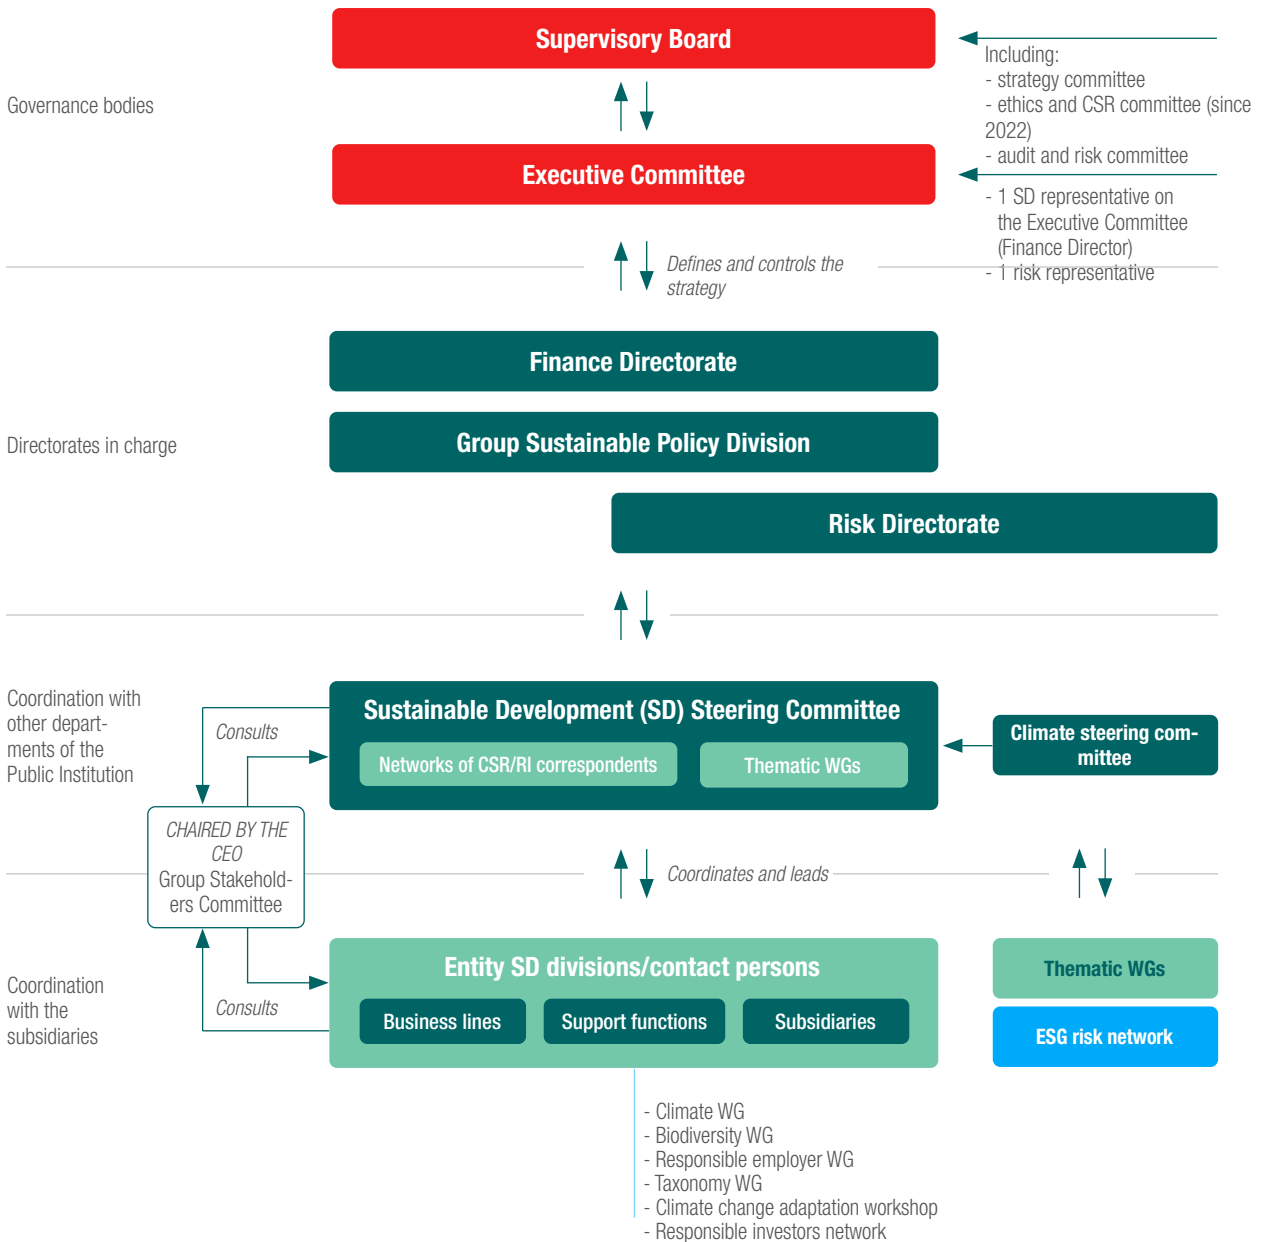 Supervisory Board
Including:
- strategy committee
- ethics and CSR committee (since
2022)
- audit and risk committee
Governance bodies
Executive Committee
- 1 SD representative on
the Executive Committee
(Finance Director)
- 1 risk representative
Defines and controls the
strategy
Finance Directorate
Directorates in charge
Group Sustainable Policy Division
Risk Directorate
Coordination with
other depart-
ments of the
Public Institution
Consults
Sustainable Development (SD) Steering Committee
Networks of CSR/RI correspondents
Thematic WGs
Climate steering com-
mittee
CHAIRED BY THE
CEO
Group Stakehold-
ers Committee
Coordinates and leads
Coordination
with the
subsidiaries
Consults
Entity SD divisions/contact persons
Business lines
Support functions
Subsidiaries
Thematic WGs
ESG risk network
- Climate WG
- Biodiversity WG
- Responsible employer WG
- Taxonomy WG
- Climate change adaptation workshop
- Responsible investors network